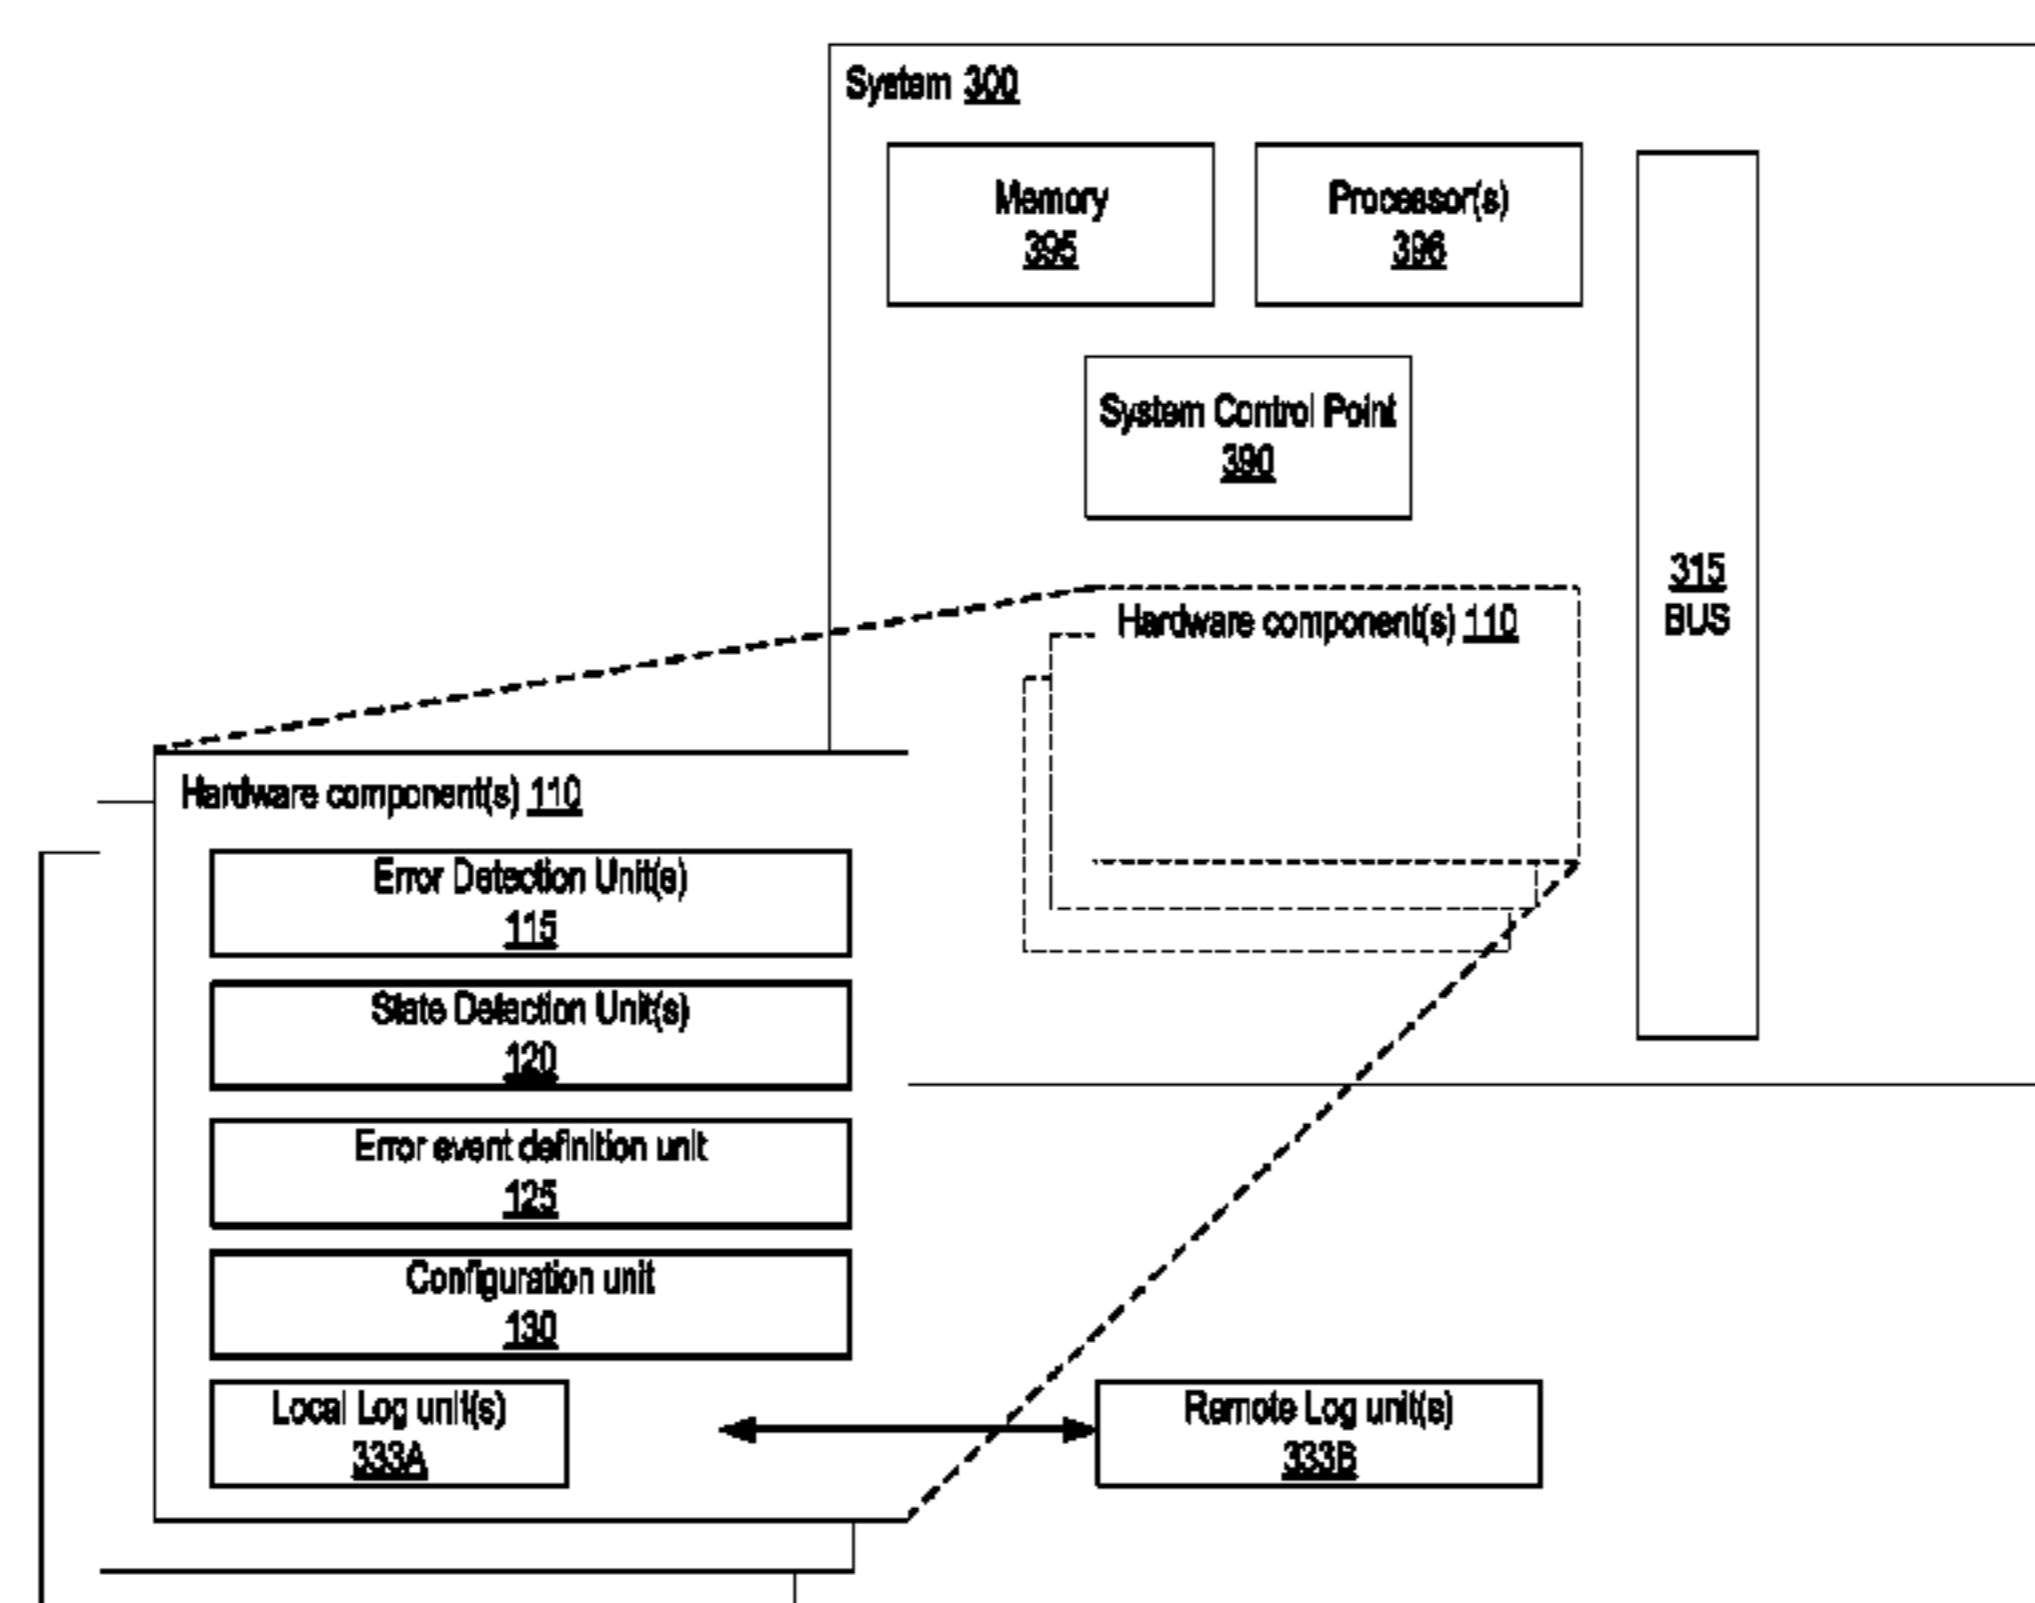 System 300
Memory
395
Processor(s)
396
System Control Point
390
315
BUS
Hardware component(s) 110
Hardware component(s) 110
Error Detection Unit(s)
115
State Detection Unit(s)
120
Error event definition unit
125
Configuration unit
130
Local Log unit(s)
333A
Remote Log unit(s)
333B